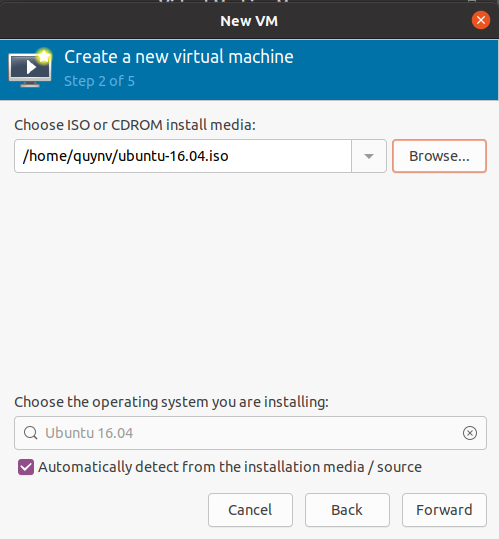 New VM
Create a new virtual machine
Step 2 of 5
Choose ISO or CDROM install media:
/home/quynv/ubuntu-16.04.iso
Browse...
Choose the operating system you are installing:
Ubuntu 16.04
Automatically detect from the installation media / source
Cancel
Back
Forward